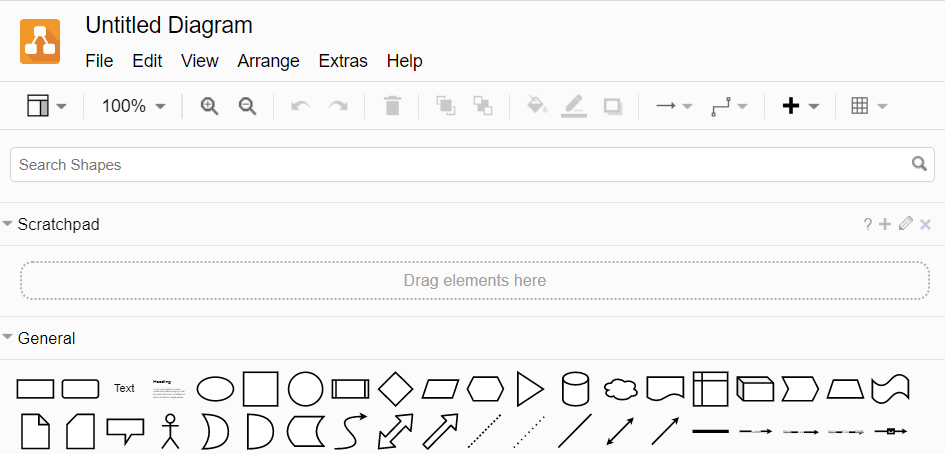 Untitled Diagram
File Edit View Arrange Extras Help
100%
Search Shapes
Scratchpad ?
Drag elements here
General
Text Heading